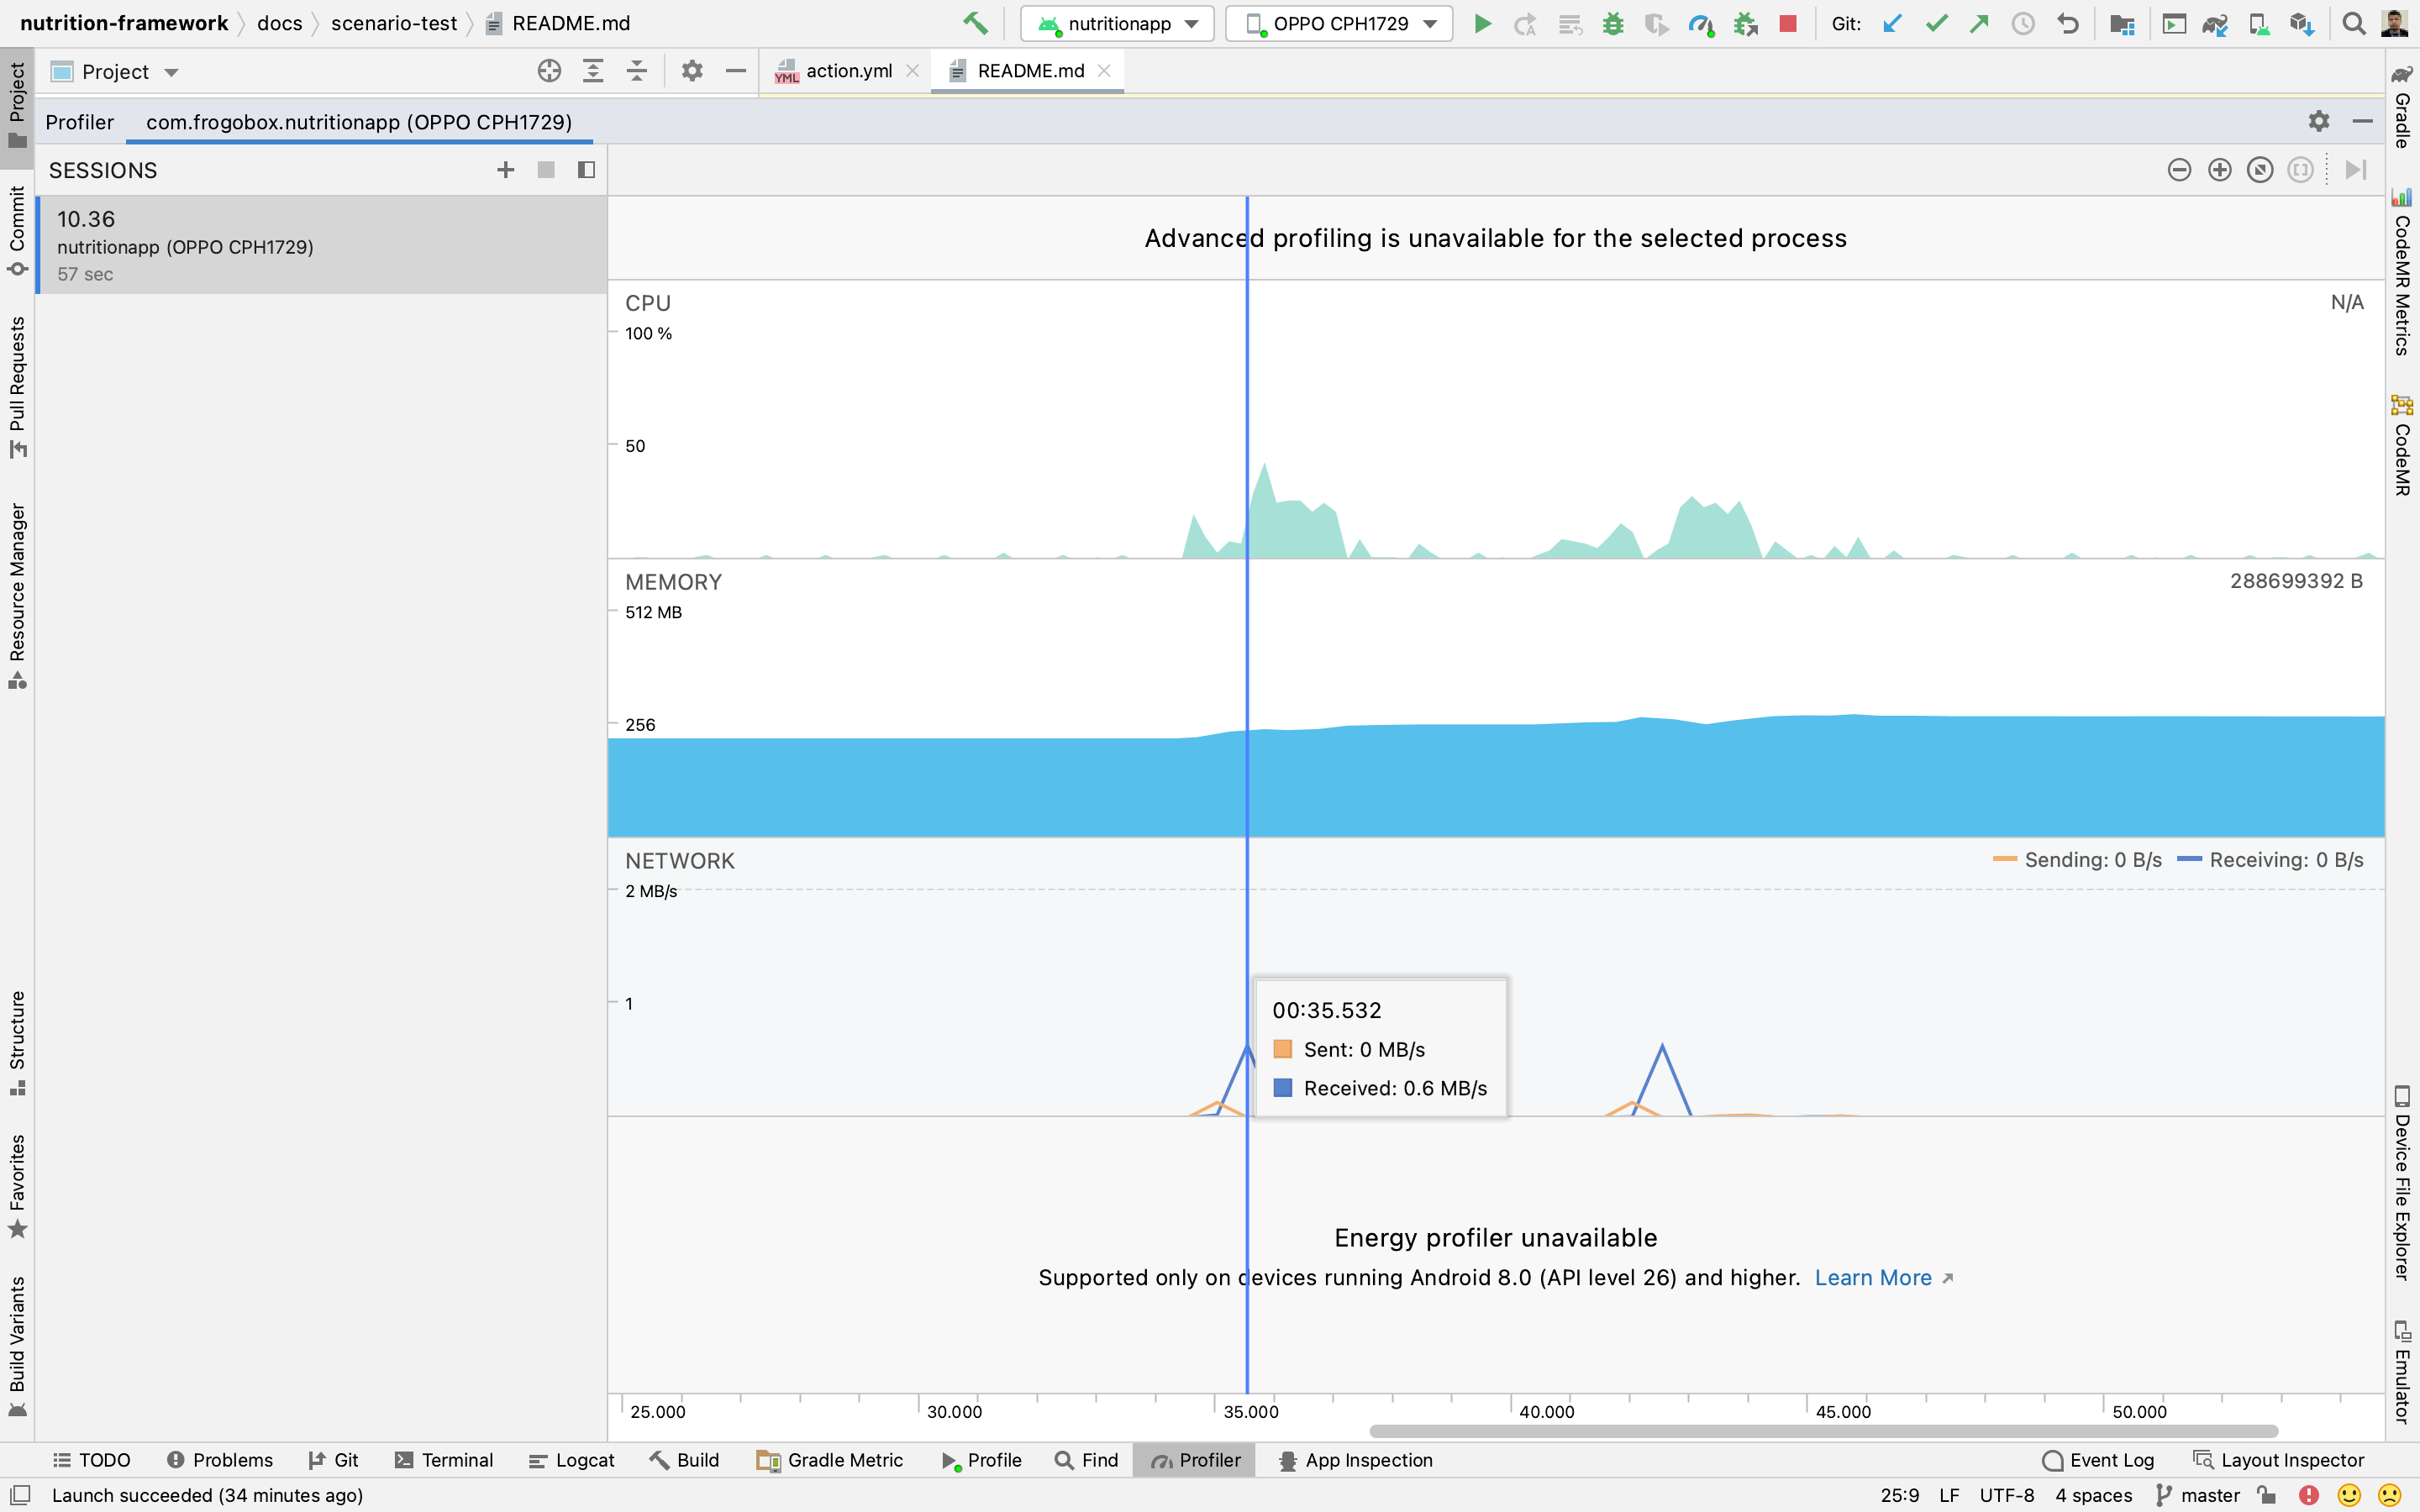 nutrition-framework docs scenario-test README.md nutritionapp OPPO CPH1729 Git:
Project YML action.yml README.md
Profiler com.frogobox.nutritionapp (OPPO CPH1729)
SESSIONS
10.36
nutritionapp (OPPO CPH1729)
57 sec
Advanced profiling is unavailable for the selected process
CPU N/A
100 %
50
MEMORY 288699392 B
512 MB
256
NETWORK Sending: 0 B/s Receiving: 0 B/s
2 MB/s
1
00:35.532
Sent: 0 MB/s
Received: 0.6 MB/s
Energy profiler unavailable
Supported only on devices running Android 8.0 (API level 26) and higher. Learn More
25.000 30.000 35.000 40.000 45.000 50.000
Project
Commit
Pull Requests
Resource Manager
Structure
Favorites
Build Variants
Gradle
CodeMR Metrics
CodeMR
Device File Explorer
Emulator
TODO Problems Git Terminal Logcat Build Gradle Metric Profile Find Profiler App Inspection Event Log Layout Inspector
Launch succeeded (34 minutes ago) 25:9 LF UTF-8 4 spaces master